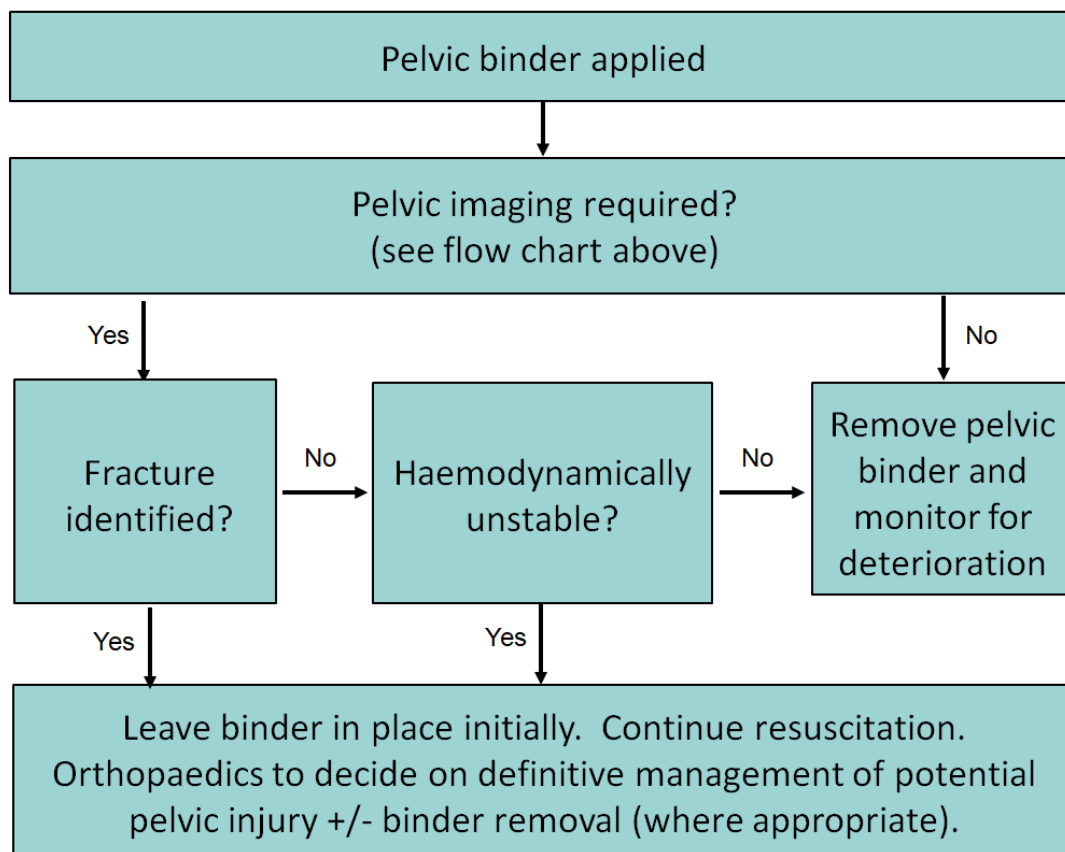 Pelvic binder applied
Pelvic imaging required?
(see flow chart above)
Yes
No
Fracture
identified?
No
Haemodynamically
unstable?
No
Remove pelvic
binder and
monitor for
deterioration
Yes
Yes
Leave binder in place initially.  Continue resuscitation.
Orthopaedics to decide on definitive management of potential
pelvic injury +/- binder removal (where appropriate).